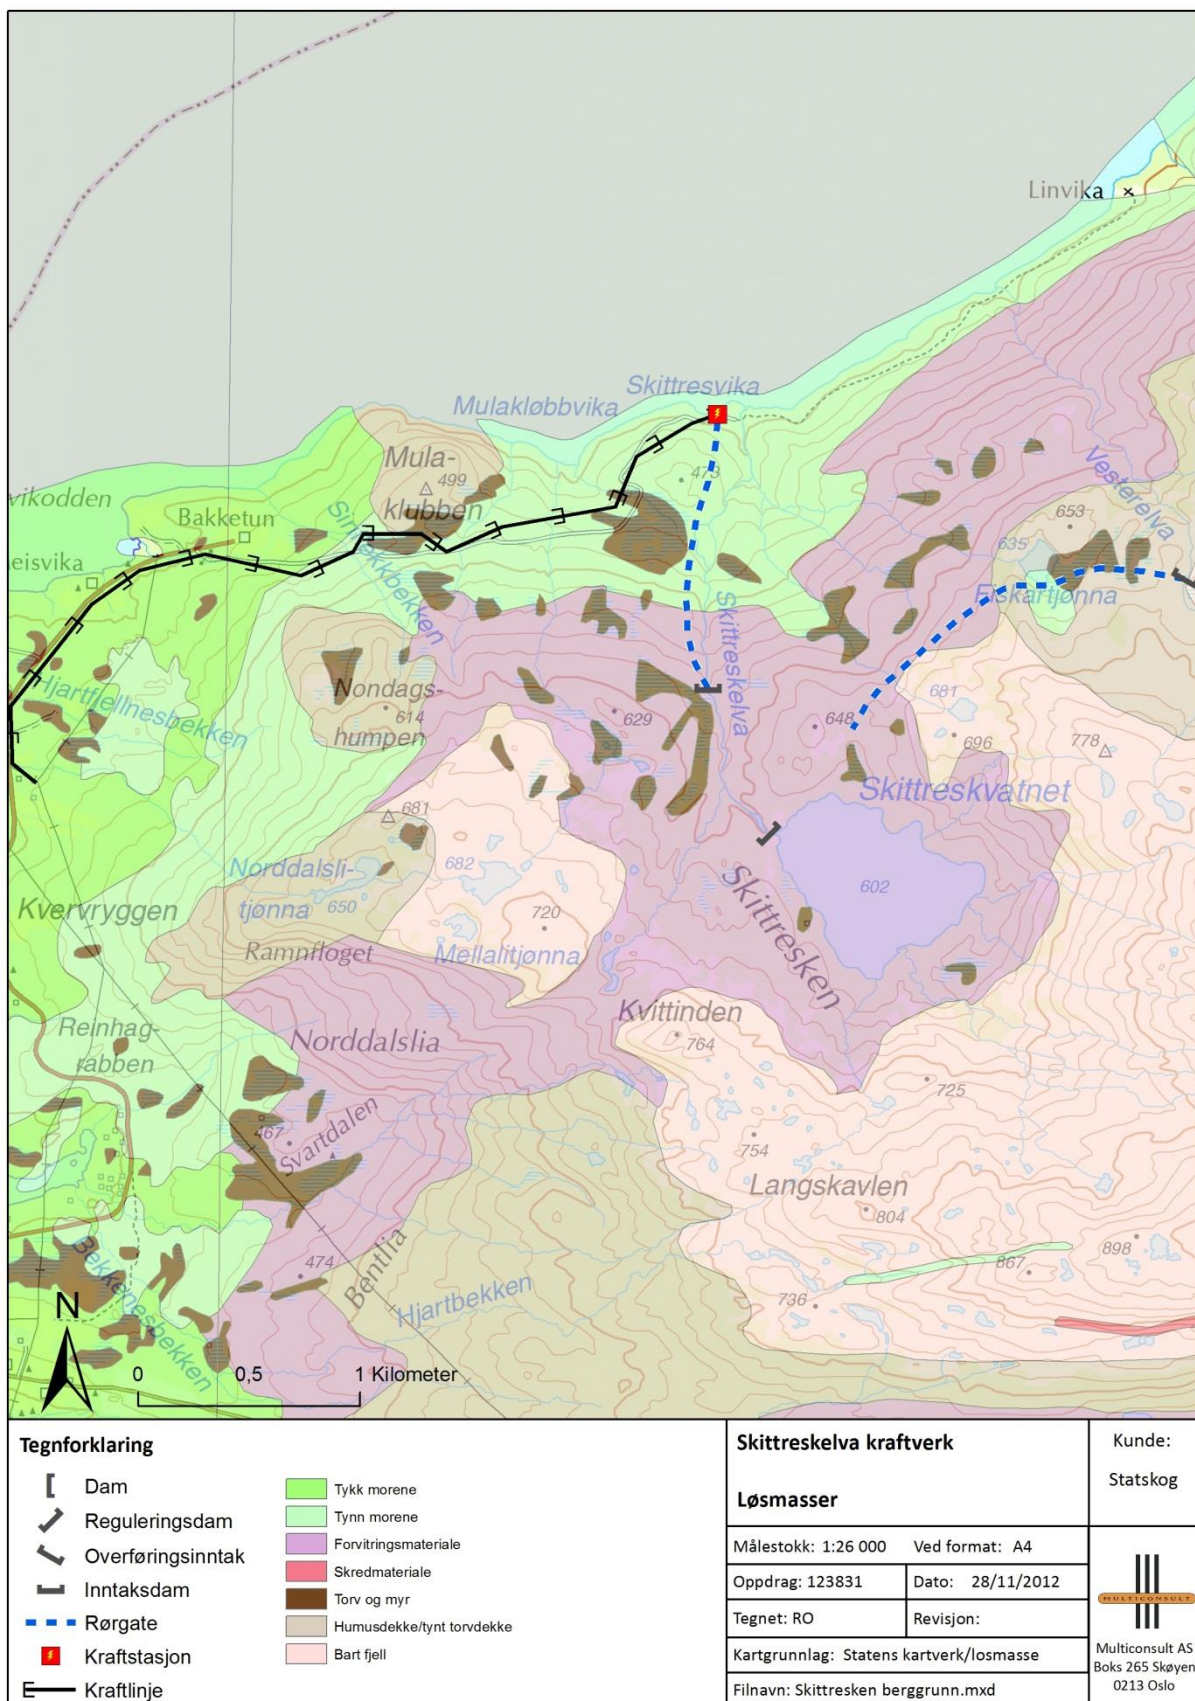 Linvika
Skittresvika
Mulakløbbvika
473
Mula-
klubben
499
Vesterelva
653
635
vikodden
Bakketun
eisvika
Fiskartjønna
Skittreskelva
Hjartfjellnesbekken
Nondags-
humpen
614
629
648
681
696
778
Skittreskvatnet
681
682
Norddalsli-
tjønna
650
602
Kvervryggen
720
Skittresken
Ramnfloget
Mellalitjønna
Kvittinden
764
Reinhag-
rabben
Norddalslia
725
467
Svartdalen
754
Langskavlen
804
898
867
474
Bentlia
Hjartbekken
736
Bekkenesbekken
N
0 0,5 1 Kilometer
Tegnforklaring
Dam
Reguleringsdam
Overføringsinntak
Inntaksdam
Rørgate
Kraftstasjon
Kraftlinje
Tykk morene
Tynn morene
Forvitringsmateriale
Skredmateriale
Torv og myr
Humusdekke/tynt torvdekke
Bart fjell
Skittreskelva kraftverk
Løsmasser
Målestokk: 1:26 000 Ved format: A4
Oppdrag: 123831 Dato: 28/11/2012
Tegnet: RO Revisjon:
Kartgrunnlag: Statens kartverk/losmasse
Filnavn: Skittresken berggrunn.mxd
Kunde:
Statskog
MULTICONSULT
Multiconsult AS
Boks 265 Skøyen
0213 Oslo